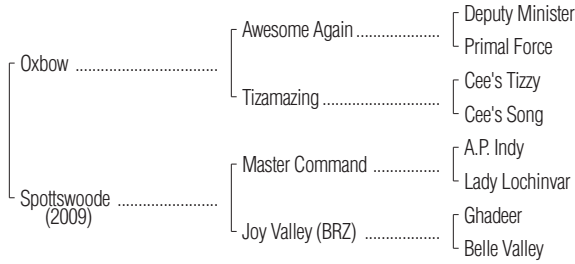 Deputy Minister
Awesome Again
Primal Force
Oxbow
Cee's Tizzy
Tizamazing
Cee's Song
A.P. Indy
Master Command
Lady Lochinvar
Spottswoode
(2009)
Ghadeer
Joy Valley (BRZ)
Belle Valley